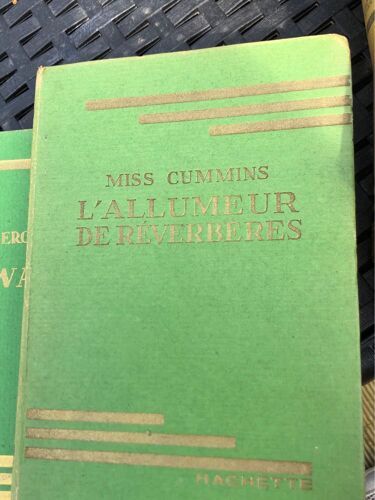 MISS CUMMINS
L'ALLUMEUR
DE RÉVERBÈRES
HACHETTE